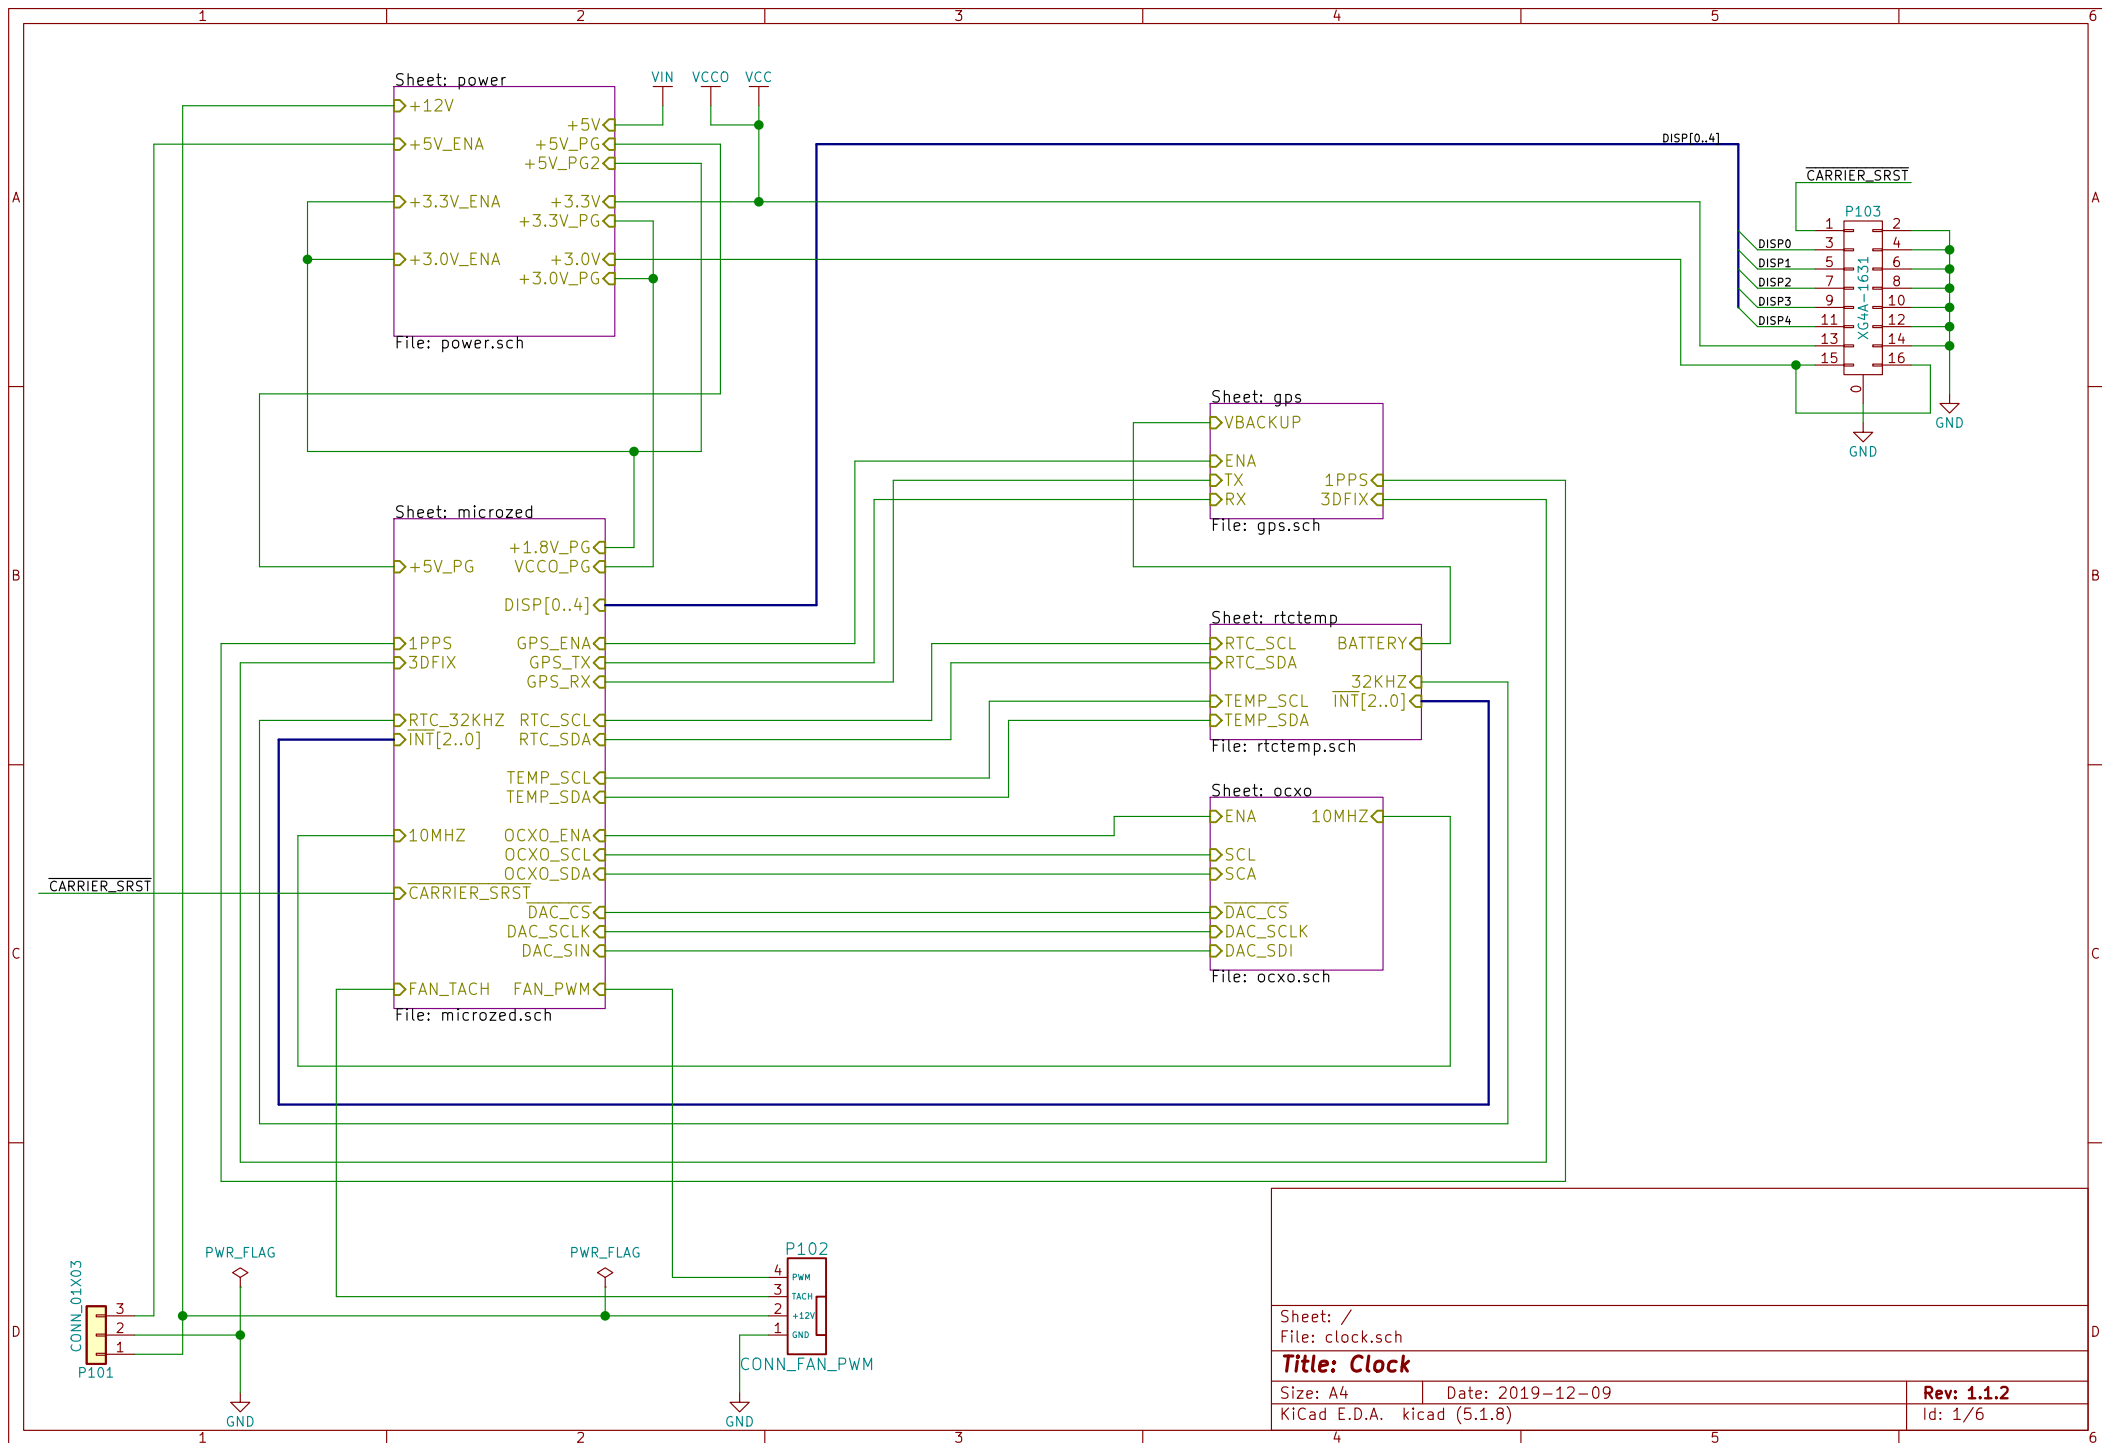 1 2 3 4 5 6
A
B
C
D
A
B
C
D
Sheet: power
+12V
+5V_ENA
+3.3V_ENA
+3.0V_ENA
+5V
+5V_PG
+5V_PG2
+3.3V
+3.3V_PG
+3.0V
+3.0V_PG
File: power.sch
VIN
VCCO
VCC
DISP[0..4]
CARRIER_SRST
P103
XG4A-1631
1
3
5
7
9
11
13
15
2
4
6
8
10
12
14
16
0
DISP0
DISP1
DISP2
DISP3
DISP4
GND
GND
Sheet: gps
VBACKUP
ENA
TX
RX
1PPS
3DFIX
File: gps.sch
Sheet: microzed
+5V_PG
1PPS
3DFIX
RTC_32KHZ
INT[2..0]
10MHZ
CARRIER_SRST
FAN_TACH
+1.8V_PG
VCCO_PG
DISP[0..4]
GPS_ENA
GPS_TX
GPS_RX
RTC_SCL
RTC_SDA
TEMP_SCL
TEMP_SDA
OCXO_ENA
OCXO_SCL
OCXO_SDA
DAC_CS
DAC_SCLK
DAC_SIN
FAN_PWM
File: microzed.sch
CARRIER_SRST
Sheet: rtctemp
RTC_SCL
RTC_SDA
TEMP_SCL
TEMP_SDA
BATTERY
32KHZ
INT[2..0]
File: rtctemp.sch
Sheet: ocxo
ENA
SCL
SCA
DAC_CS
DAC_SCLK
DAC_SDI
10MHZ
File: ocxo.sch
PWR_FLAG
PWR_FLAG
CONN_01X03
3
2
1
P101
GND
P102
4 PWM
3 TACH
2 +12V
1 GND
CONN_FAN_PWM
GND
Sheet: /
File: clock.sch
Title: Clock
Size: A4
Date: 2019-12-09
Rev: 1.1.2
KiCad E.D.A. kicad (5.1.8)
Id: 1/6
1 2 3 4 5 6